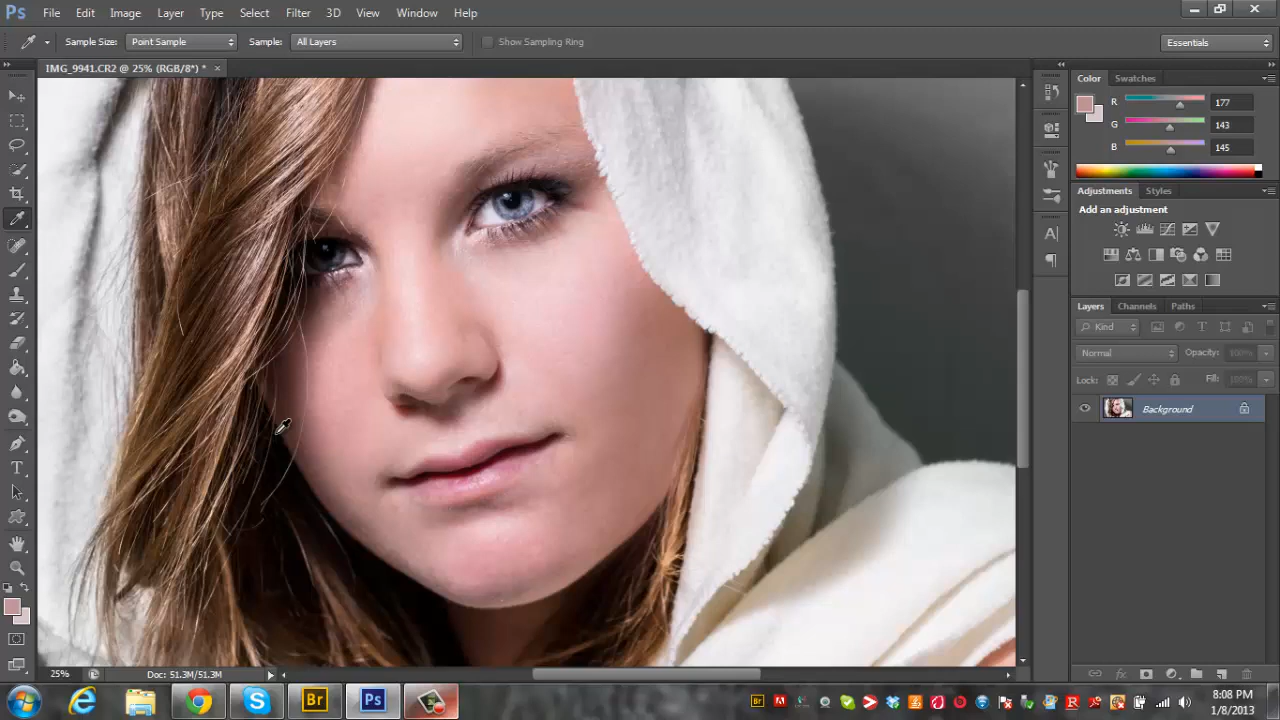 Ps File Edit Image Layer Type Select Filter 3D View Window Help
Sample Size: Point Sample Sample: All Layers Show Sampling Ring Essentials
IMG_9941.CR2 @ 25% (RGB/8*) * ×
Color Swatches
R 177
G 143
B 145
Adjustments Styles
Add an adjustment
Layers Channels Paths
Kind
Normal Opacity: 100%
Lock: Fill: 100%
Background
25% Doc: 51.3M/51.3M
Br Ps
8:08 PM
1/8/2013